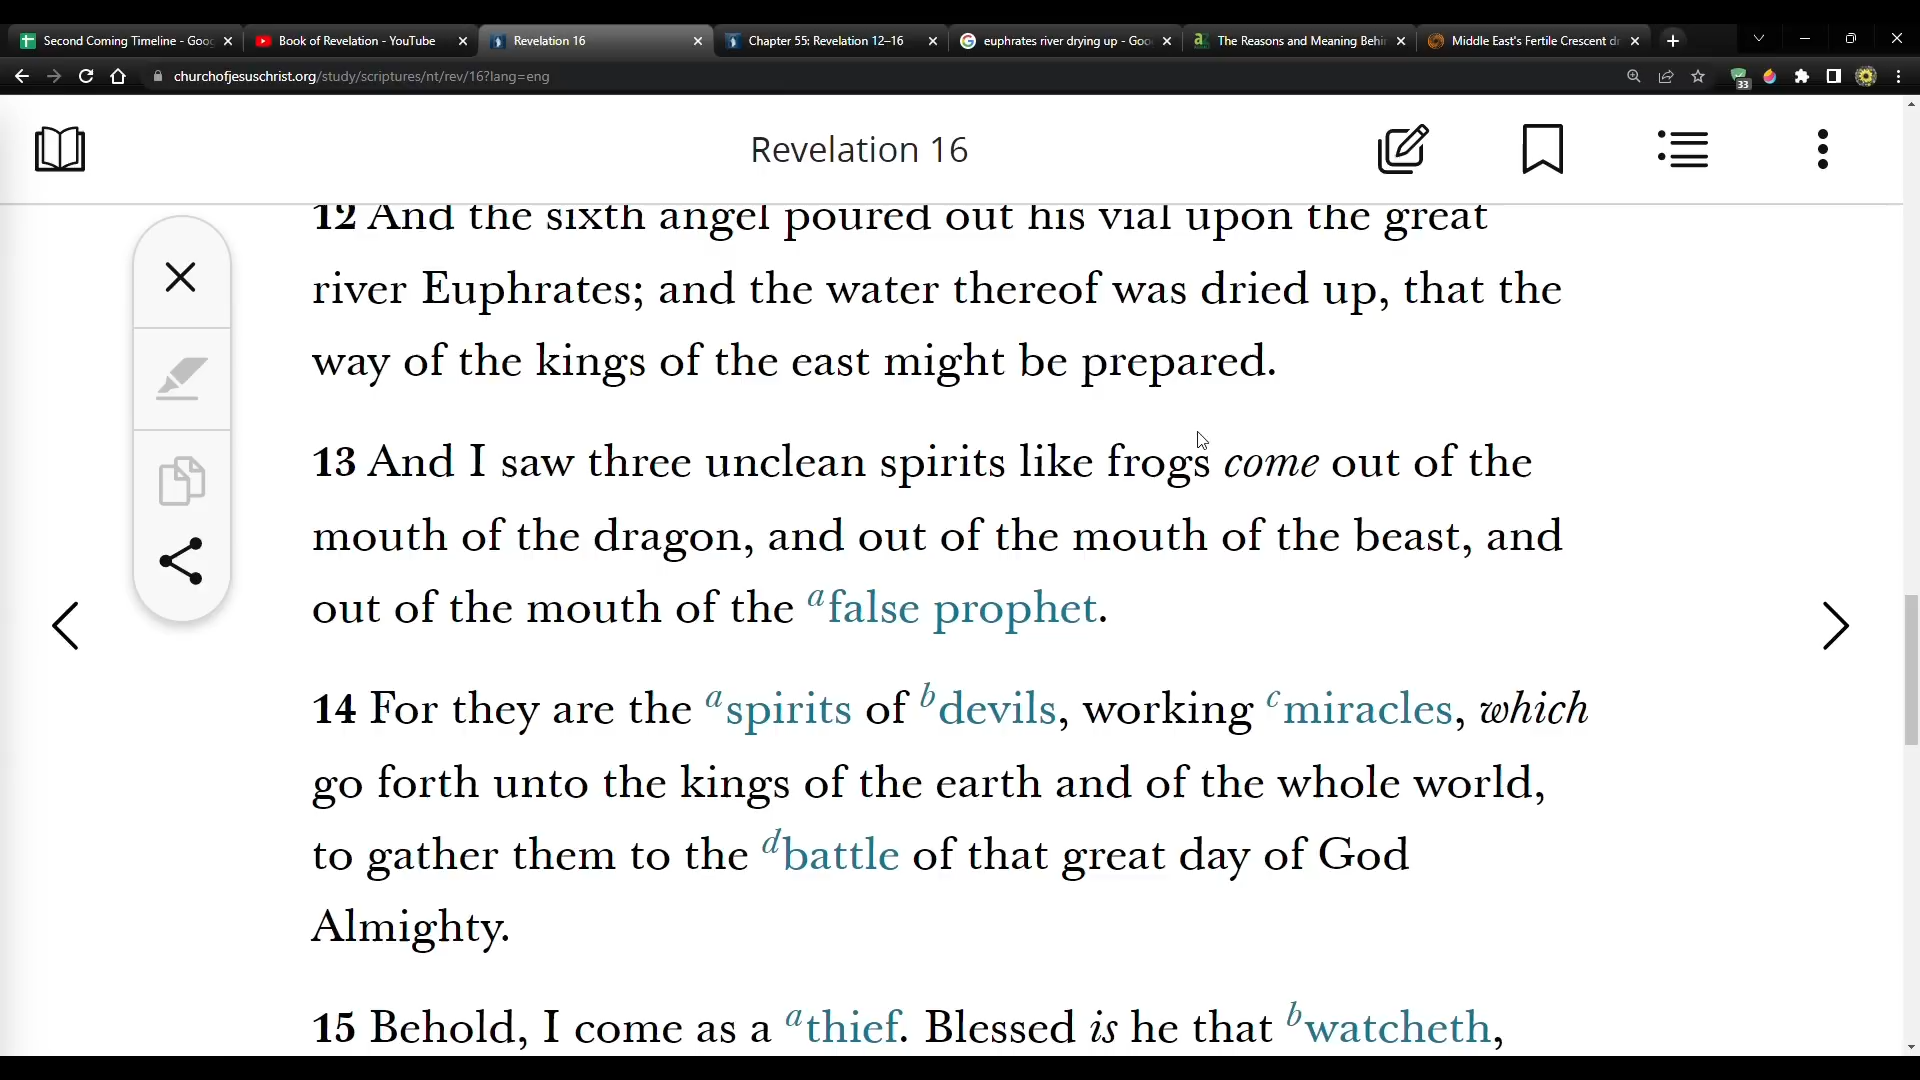 Second Coming Timeline - Goog
Book of Revelation - YouTube
Revelation 16
Chapter 55: Revelation 12–16
euphrates river drying up - Goo
The Reasons and Meaning Behi
Middle East's Fertile Crescent dr
churchofjesuschrist.org/study/scriptures/nt/rev/16?lang=eng
33
Revelation 16
12 And the sixth angel poured out his vial upon the great
river Euphrates; and the water thereof was dried up, that the
way of the kings of the east might be prepared.
13 And I saw three unclean spirits like frogs come out of the
mouth of the dragon, and out of the mouth of the beast, and
out of the mouth of the a false prophet.
14 For they are the a spirits of b devils, working c miracles, which
go forth unto the kings of the earth and of the whole world,
to gather them to the d battle of that great day of God
Almighty.
15 Behold, I come as a a thief. Blessed is he that b watcheth,